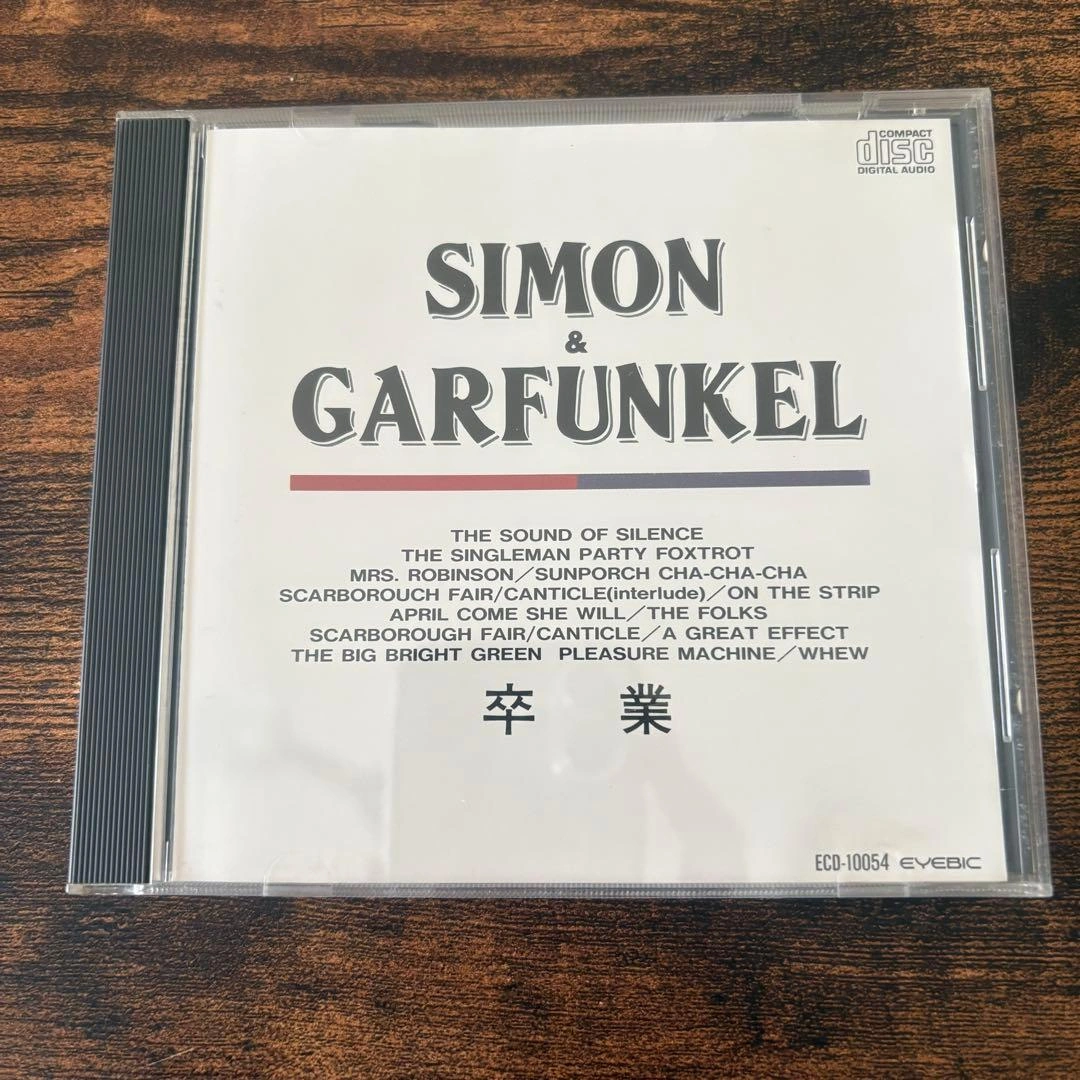 COMPACT
disc
DIGITAL AUDIO
SIMON
&
GARFUNKEL
THE SOUND OF SILENCE
THE SINGLEMAN PARTY FOXTROT
MRS. ROBINSON/SUNPORCH CHA-CHA-CHA
SCARBOROUCH FAIR/CANTICLE(interlude)/ON THE STRIP
APRIL COME SHE WILL/THE FOLKS
SCARBOROUGH FAIR/CANTICLE/A GREAT EFFECT
THE BIG BRIGHT GREEN PLEASURE MACHINE/WHEW
卒業
ECD-10054 EYEBIC